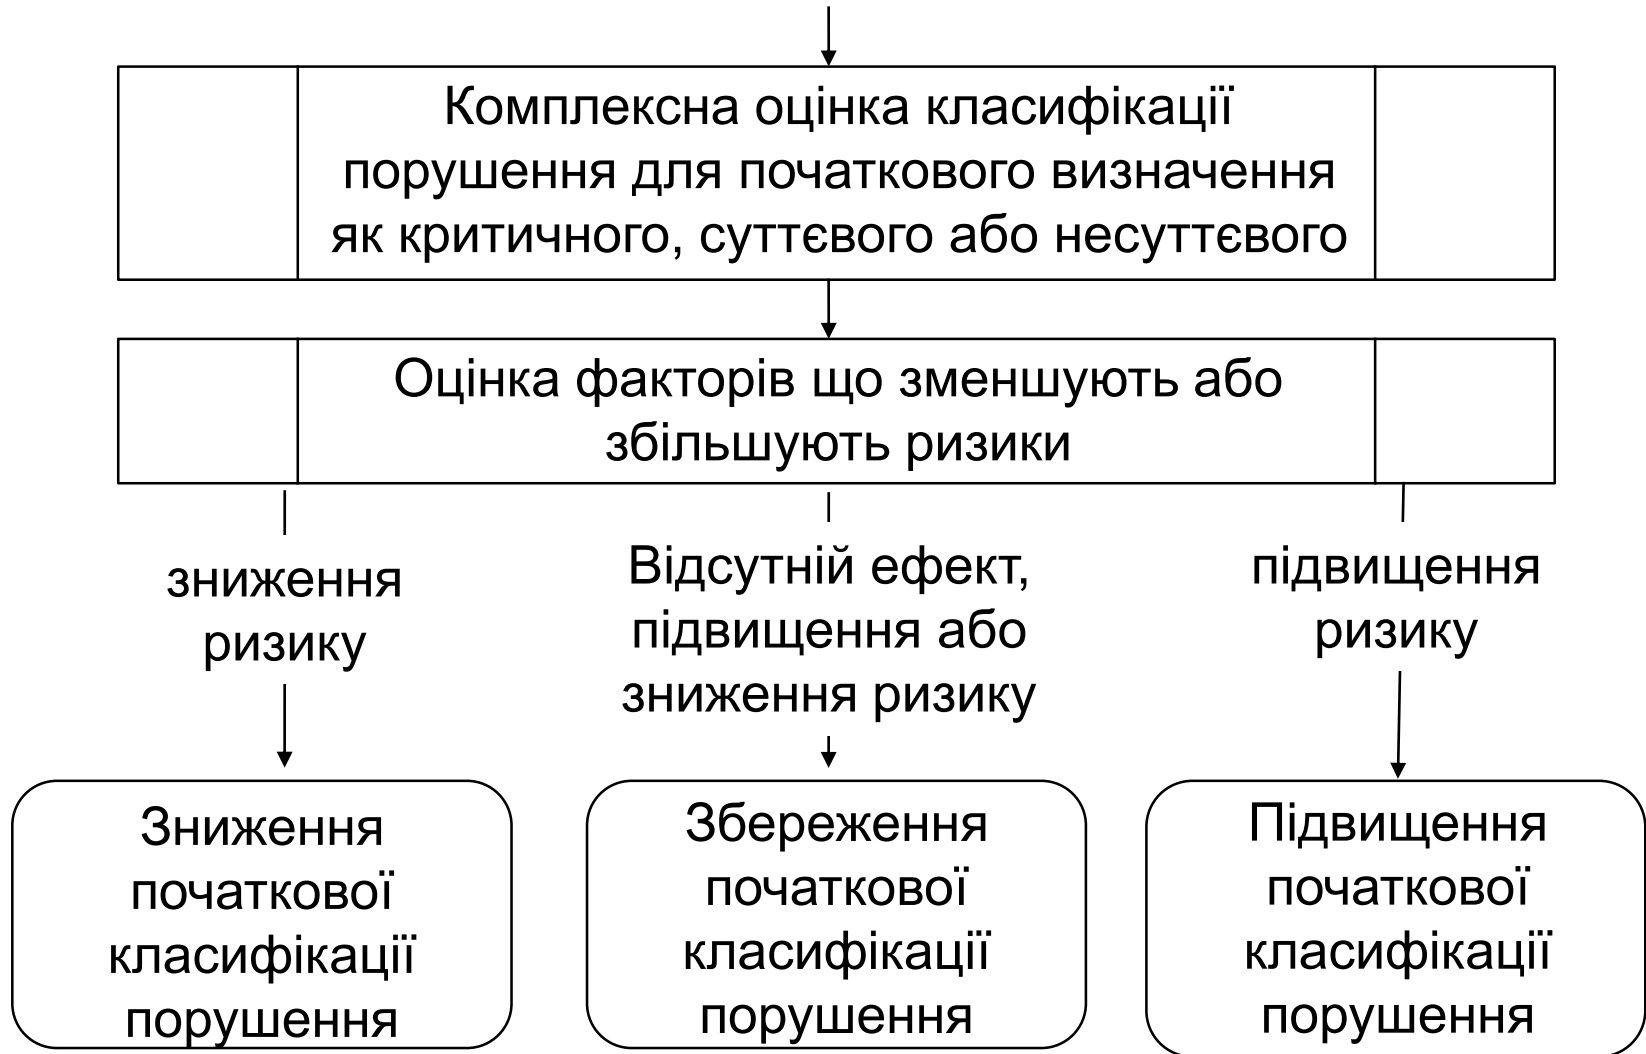 Комплексна оцінка класифікації
порушення для початкового визначення
як критичного, суттєвого або несуттєвого
Оцінка факторів що зменшують або
збільшують ризики
зниження
ризику
Відсутній ефект,
підвищення або
зниження ризику
підвищення
ризику
Зниження
початкової
класифікації
порушення
Збереження
початкової
класифікації
порушення
Підвищення
початкової
класифікації
порушення